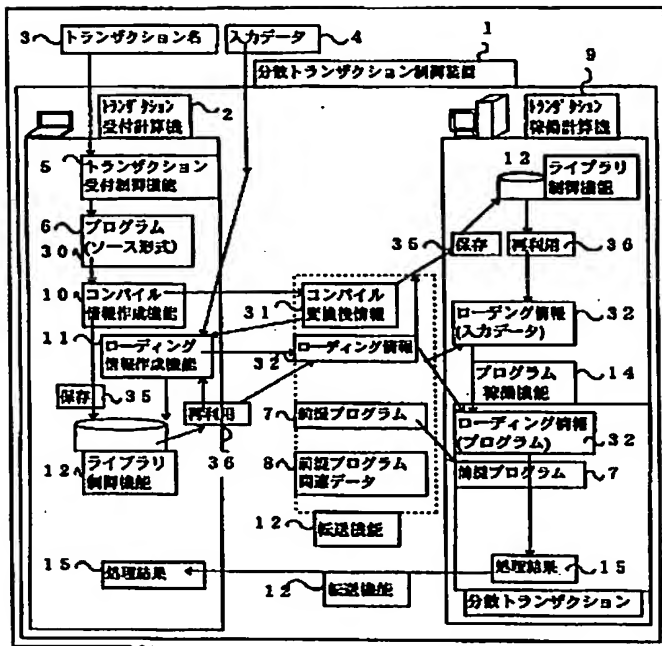 3 トランザクション名
入力データ 4
1
分散トランザクション制御装置
9
トランザクション
受付計算機
2
トランザクション
稼働計算機
5 トランザクション
受付制御機能
12
ライブラリ
制御機能
6 プログラム
(ソース形式)
30
35 保存
再利用 36
10 コンパイル
情報作成機能
31 コンパイル
変換後情報
ローデング情報
(入力データ)
32
11 ローディング
情報作成機能
32 ローディング情報
プログラム
稼働機能
14
保存 35
再利用
36
7 前提プログラム
ローディング情報
(プログラム)
32
12 ライブラリ
制御機能
8 前提プログラム
関連データ
前提プログラム 7
12 転送機能
15 処理結果
処理結果 15
12 転送機能
分散トランザクション